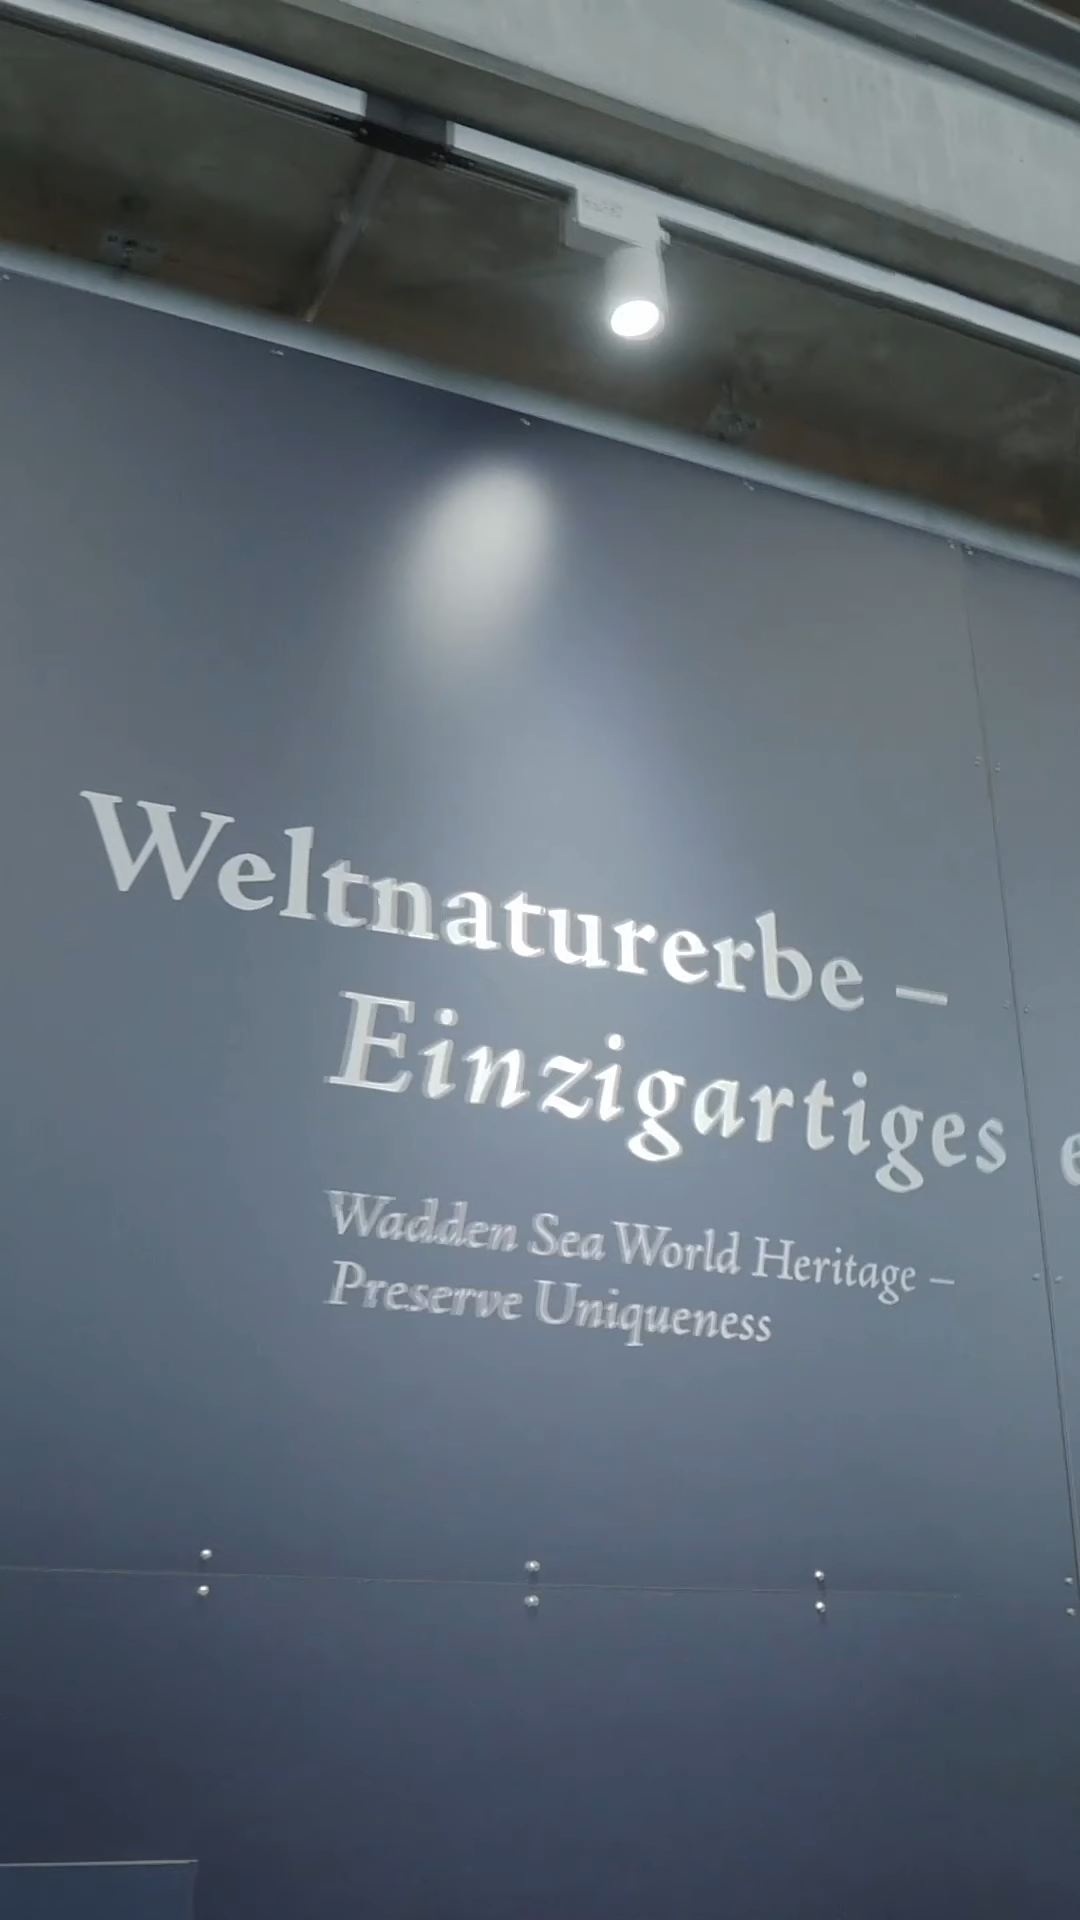 Weltnaturerbe –
Einzigartiges e
Wadden Sea World Heritage –
Preserve Uniqueness